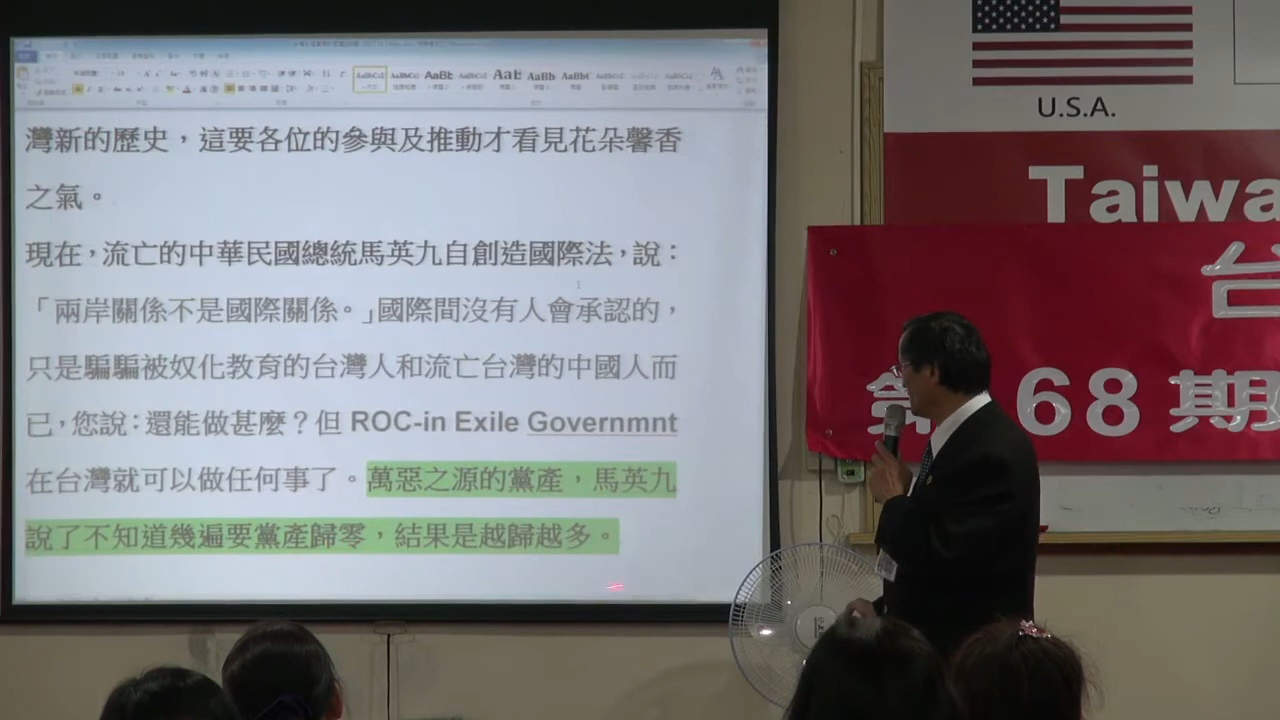 灣新的歷史，這要各位的參與及推動才看見花朵馨香
之氣。
現在，流亡的中華民國總統馬英九自創造國際法，說：
「兩岸關係不是國際關係。」國際間沒有人會承認的，
只是騙騙被奴化教育的台灣人和流亡台灣的中國人而
已，您說：還能做甚麼？但 ROC-in Exile Governmnt
在台灣就可以做任何事了。萬惡之源的黨產，馬英九
說了不知道幾遍要黨產歸零，結果是越歸越多。
U.S.A.
Taiwa
台
第 68 期